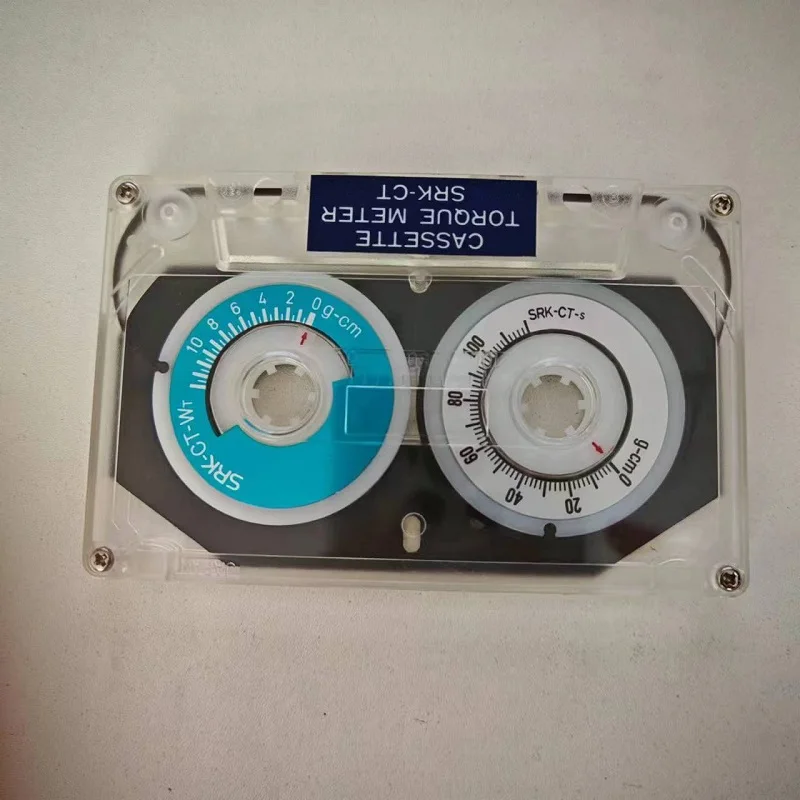 CASSETTE
TORQUE METER
SRK-CT
0 g-cm
2
4
6
8
10
SRK-CT-WT
SRK-CT-s
100
80
60
40
20
0
g-cm